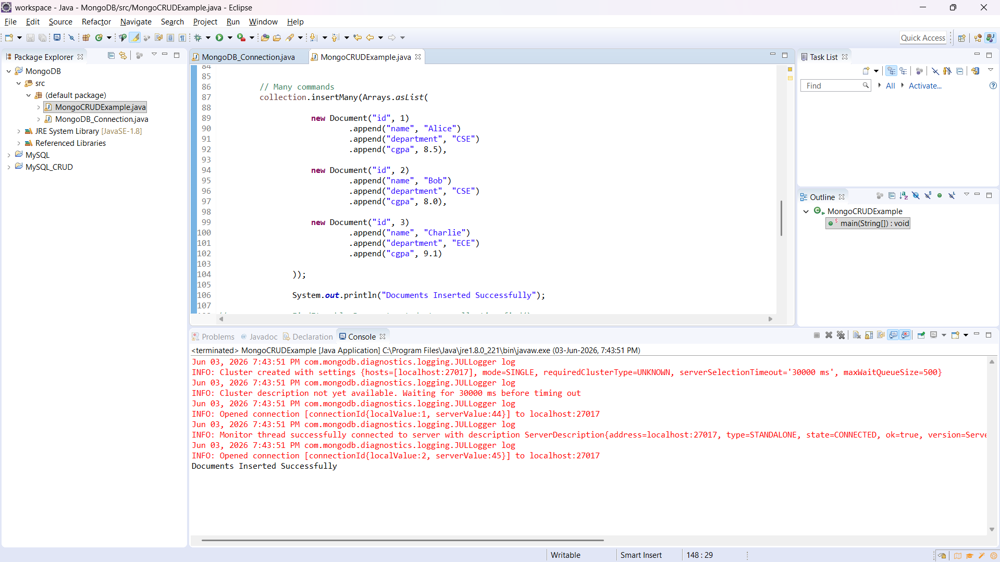 workspace - Java - MongoDB/src/MongoCRUDExample.java - Eclipse
File Edit Source Refactor Navigate Search Project Run Window Help
Quick Access
Package Explorer
MongoDB
src
(default package)
MongoCRUDExample.java
MongoDB_Connection.java
JRE System Library [JavaSE-1.8]
Referenced Libraries
MySQL
MySQL_CRUD
MongoDB_Connection.java MongoCRUDExample.java
84
85
86 // Many commands
87 collection.insertMany(Arrays.asList(
88
89 new Document("id", 1)
90 .append("name", "Alice")
91 .append("department", "CSE")
92 .append("cgpa", 8.5),
93
94 new Document("id", 2)
95 .append("name", "Bob")
96 .append("department", "CSE")
97 .append("cgpa", 8.0),
98
99 new Document("id", 3)
100 .append("name", "Charlie")
101 .append("department", "ECE")
102 .append("cgpa", 9.1)
103
104 ));
105
106 System.out.println("Documents Inserted Successfully");
107
Task List
Find All Activate...
Outline
MongoCRUDExample
main(String[]) : void
Problems Javadoc Declaration Console
<terminated> MongoCRUDExample [Java Application] C:\Program Files\Java\jre1.8.0_221\bin\javaw.exe (03-Jun-2026, 7:43:51 PM)
Jun 03, 2026 7:43:51 PM com.mongodb.diagnostics.logging.JULLogger log
INFO: Cluster created with settings {hosts=[localhost:27017], mode=SINGLE, requiredClusterType=UNKNOWN, serverSelectionTimeout='30000 ms', maxWaitQueueSize=500}
Jun 03, 2026 7:43:51 PM com.mongodb.diagnostics.logging.JULLogger log
INFO: Cluster description not yet available. Waiting for 30000 ms before timing out
Jun 03, 2026 7:43:51 PM com.mongodb.diagnostics.logging.JULLogger log
INFO: Opened connection [connectionId{localValue:1, serverValue:44}] to localhost:27017
Jun 03, 2026 7:43:51 PM com.mongodb.diagnostics.logging.JULLogger log
INFO: Monitor thread successfully connected to server with description ServerDescription{address=localhost:27017, type=STANDALONE, state=CONNECTED, ok=true, version=Serve
Jun 03, 2026 7:43:51 PM com.mongodb.diagnostics.logging.JULLogger log
INFO: Opened connection [connectionId{localValue:2, serverValue:45}] to localhost:27017
Documents Inserted Successfully
Writable Smart Insert 148 : 29